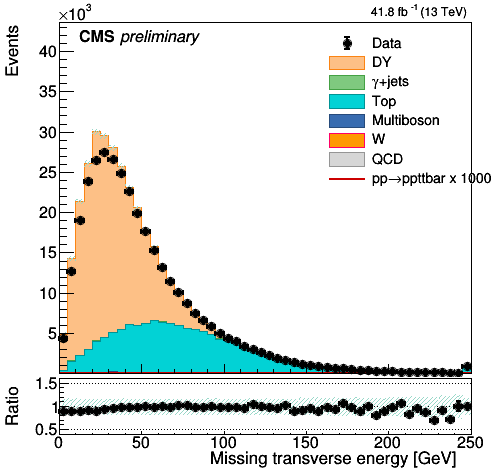 ×10³
41.8 fb⁻¹ (13 TeV)
CMS preliminary
Events
40
35
30
25
20
15
10
5
Data
DY
γ+jets
Top
Multiboson
W
QCD
pp→ppttbar x 1000
Ratio
1.5
1
0.5
0 50 100 150 200 250
Missing transverse energy [GeV]